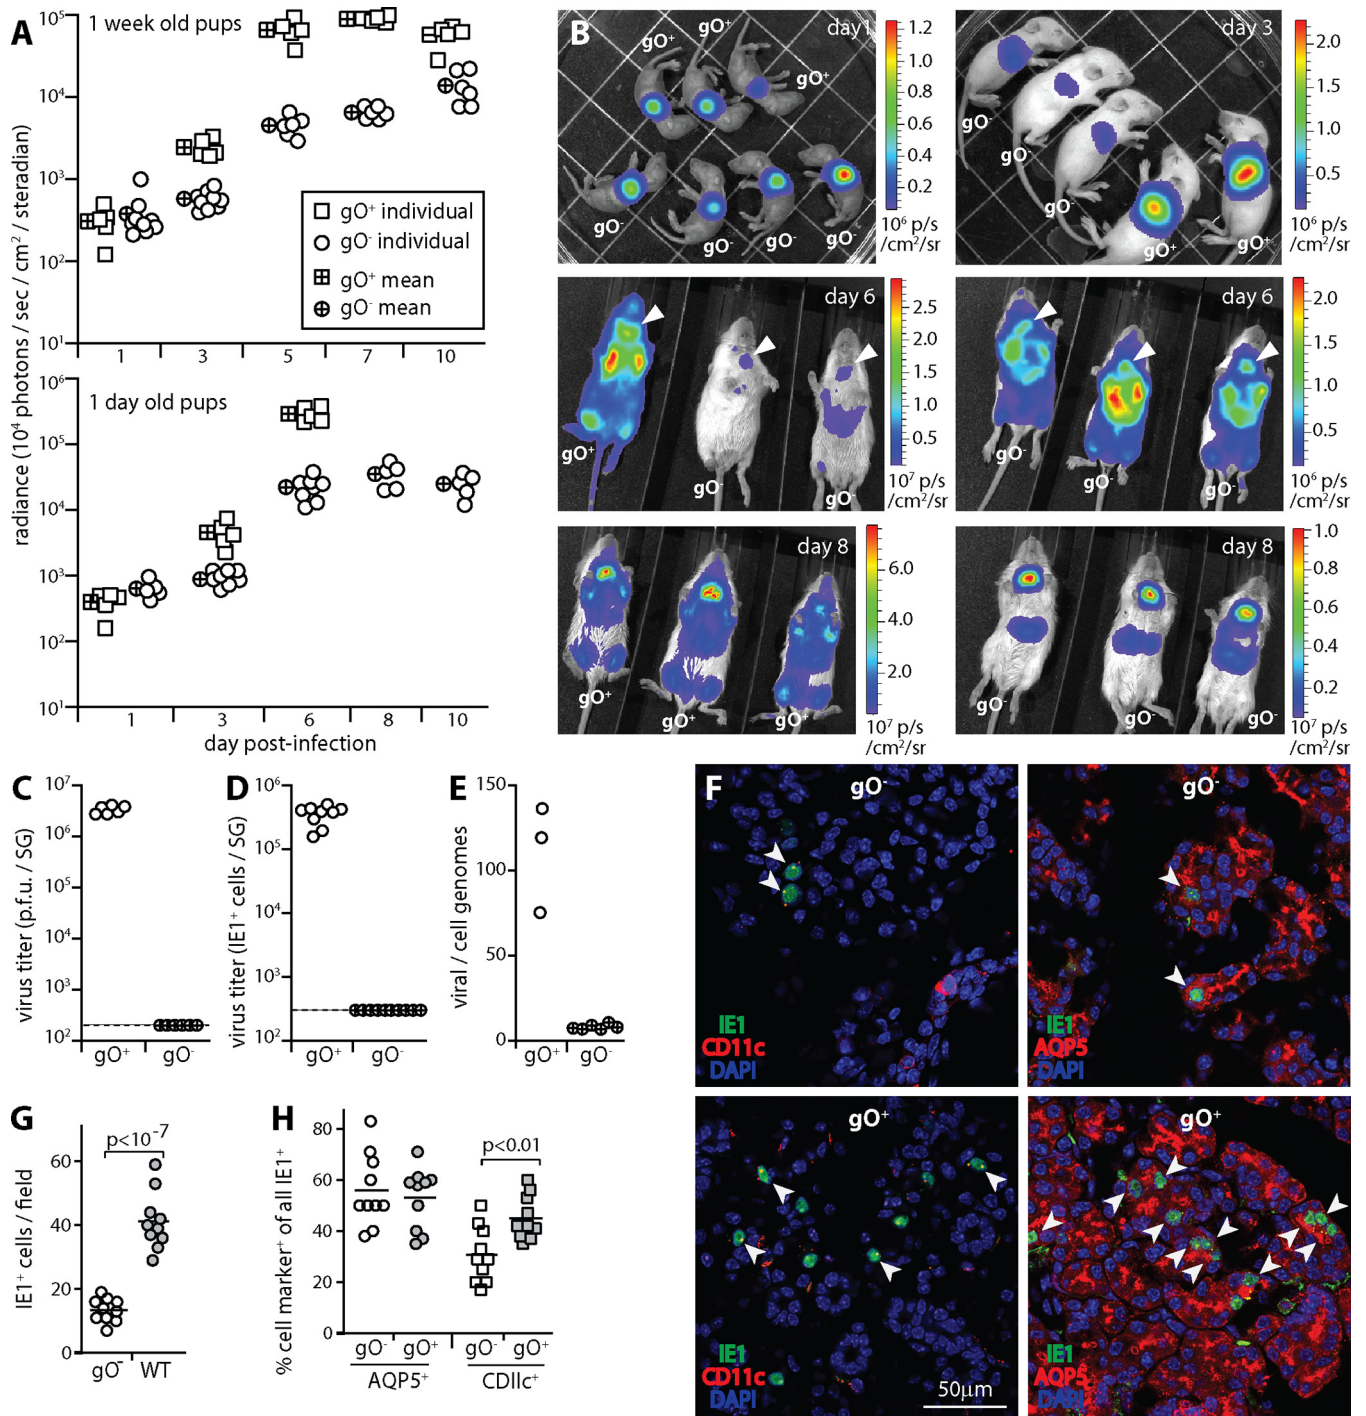 A
1 week old pups
10⁵
10⁴
10³
10²
10¹
gO⁺ individual
gO⁻ individual
gO⁺ mean
gO⁻ mean
1 3 5 7 10
1 day old pups
10⁶
10⁵
10⁴
10³
10²
10¹
1 3 6 8 10
day post-infection
radiance (10⁴ photons / sec / cm² / steradian)
B
day1
gO⁺
gO⁺
gO⁺
gO⁻
gO⁻
gO⁻
gO⁻
1.2
1.0
0.8
0.6
0.4
0.2
10⁶ p/s
/cm²/sr
day 3
gO⁻
gO⁻
gO⁻
gO⁺
gO⁺
2.0
1.5
1.0
0.5
10⁶ p/s
/cm²/sr
day 6
gO⁺
gO⁻
gO⁻
2.5
2.0
1.5
1.0
0.5
10⁷ p/s
/cm²/sr
day 6
gO⁻
gO⁻
gO⁻
2.0
1.5
1.0
0.5
10⁶ p/s
/cm²/sr
day 8
gO⁺
gO⁺
gO⁺
6.0
4.0
2.0
10⁷ p/s
/cm²/sr
day 8
gO⁻
gO⁻
gO⁻
1.0
0.8
0.6
0.4
0.2
10⁷ p/s
/cm²/sr
C
virus titer (p.f.u. / SG)
10⁷
10⁶
10⁵
10⁴
10³
10²
gO⁺ gO⁻
D
virus titer (IE1⁺ cells / SG)
10⁶
10⁵
10⁴
10³
10²
gO⁺ gO⁻
E
viral / cell genomes
150
100
50
0
gO⁺ gO⁻
F
gO⁻
IE1
CD11c
DAPI
gO⁻
IE1
AQP5
DAPI
gO⁺
IE1
CD11c
DAPI
50μm
gO⁺
IE1
AQP5
DAPI
G
p<10⁻⁷
IE1⁺ cells / field
60
40
20
0
gO⁻ WT
H
p<0.01
% cell marker⁺ of all IE1⁺
80
60
40
20
0
gO⁻ gO⁺ gO⁻ gO⁺
AQP5⁺ CDIIc⁺